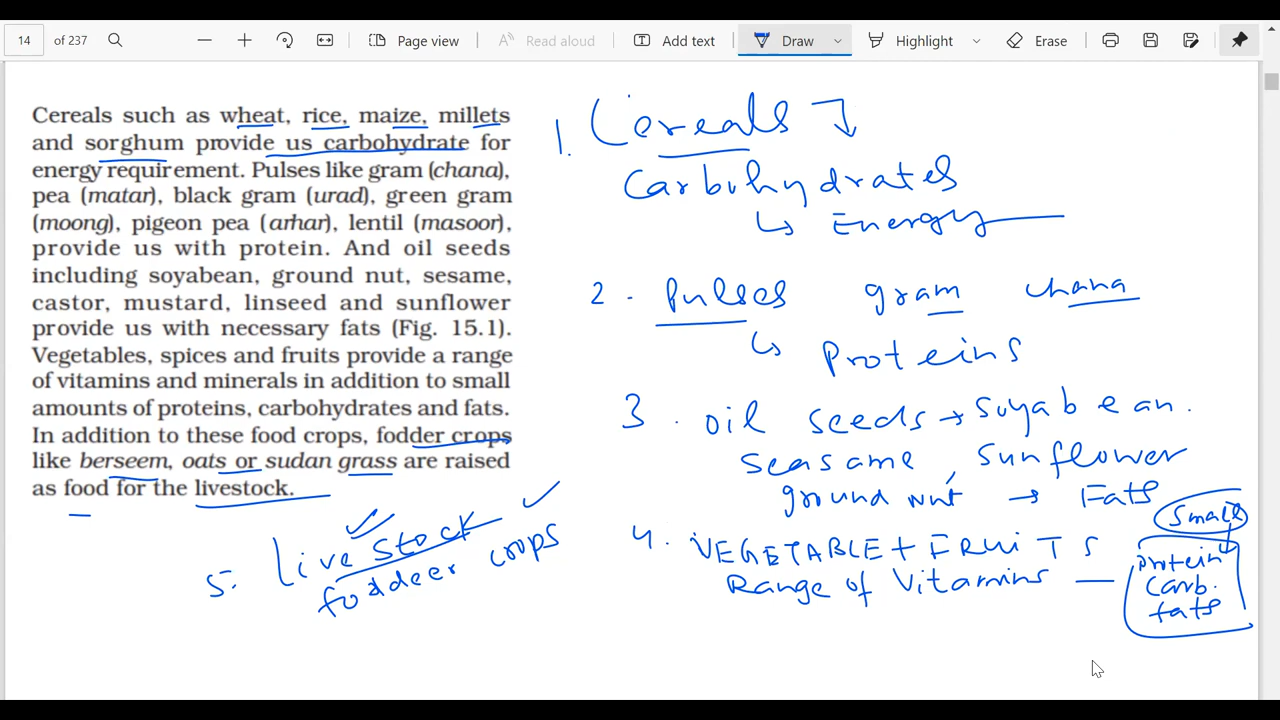 14 of 237 Page view Read aloud Add text Draw Highlight Erase
Cereals such as wheat, rice, maize, millets
and sorghum provide us carbohydrate for
energy requirement. Pulses like gram (chana),
pea (matar), black gram (urad), green gram
(moong), pigeon pea (arhar), lentil (masoor),
provide us with protein. And oil seeds
including soyabean, ground nut, sesame,
castor, mustard, linseed and sunflower
provide us with necessary fats (Fig. 15.1).
Vegetables, spices and fruits provide a range
of vitamins and minerals in addition to small
amounts of proteins, carbohydrates and fats.
In addition to these food crops, fodder crops
like berseem, oats or sudan grass are raised
as food for the livestock.
1. Cereals
Carbohydrates
Energy
2. Pulses gram chana
Proteins
3. oil seeds → Soyabean.
seasame, sunflower
ground nut → Fats
4. VEGETABLE + FRUITS
Range of Vitamins —
small
protein
carb.
fats
5. Live stock
foddeer crops